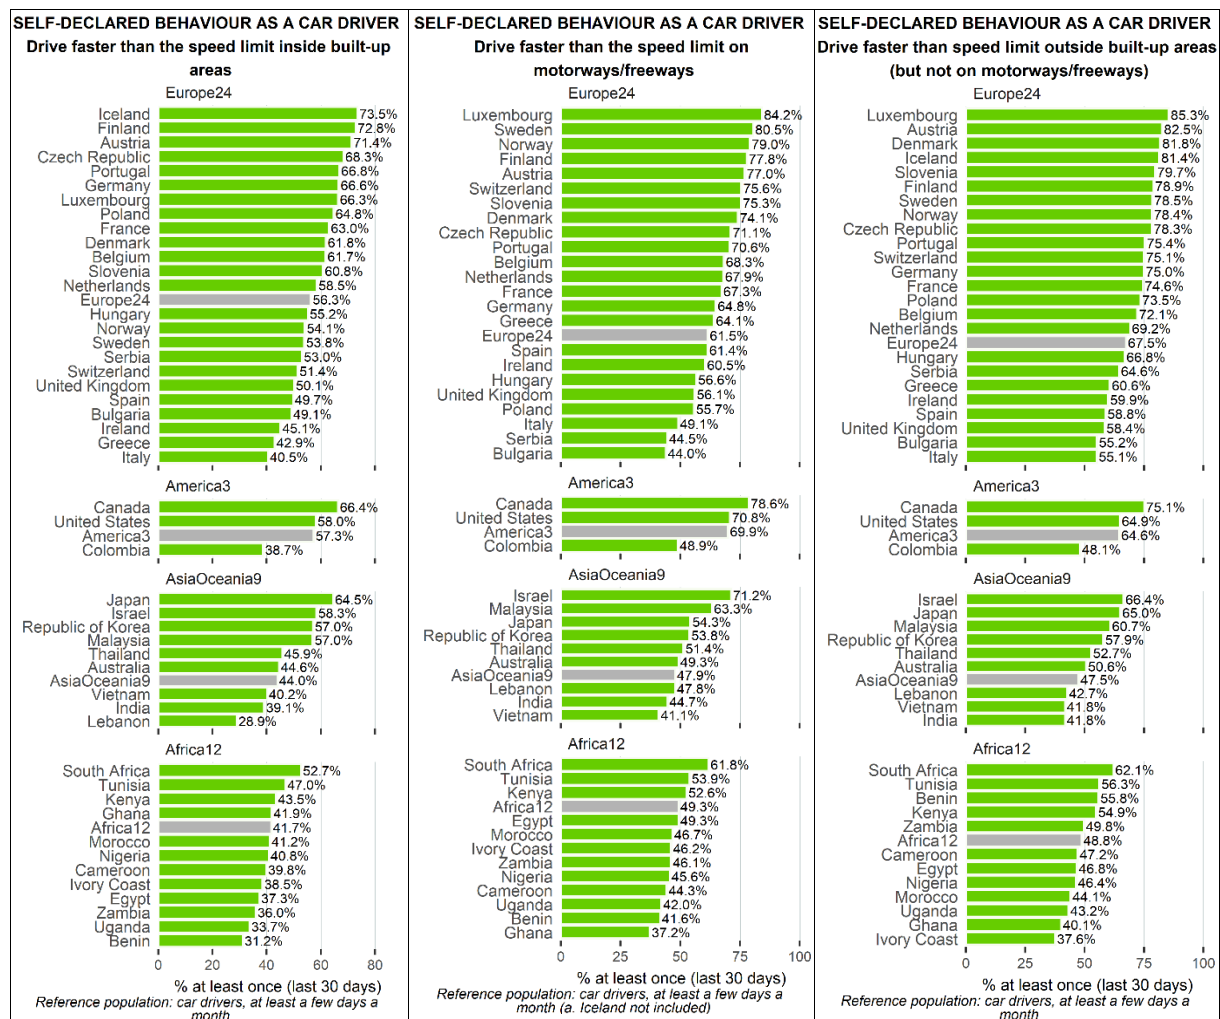 SELF-DECLARED BEHAVIOUR AS A CAR DRIVER
Drive faster than the speed limit inside built-up
areas
Europe24
Iceland 73.5%
Finland 72.8%
Austria 71.4%
Czech Republic 68.3%
Portugal 66.8%
Germany 66.6%
Luxembourg 66.3%
Poland 64.8%
France 63.0%
Denmark 61.8%
Belgium 61.7%
Slovenia 60.8%
Netherlands 58.5%
Europe24 56.3%
Hungary 55.2%
Norway 54.1%
Sweden 53.8%
Serbia 53.0%
Switzerland 51.4%
United Kingdom 50.1%
Spain 49.7%
Bulgaria 49.1%
Ireland 45.1%
Greece 42.9%
Italy 40.5%
America3
Canada 66.4%
United States 58.0%
America3 57.3%
Colombia 38.7%
AsiaOceania9
Japan 64.5%
Israel 58.3%
Republic of Korea 57.0%
Malaysia 57.0%
Thailand 45.9%
Australia 44.6%
AsiaOceania9 44.0%
Vietnam 40.2%
India 39.1%
Lebanon 28.9%
Africa12
South Africa 52.7%
Tunisia 47.0%
Kenya 43.5%
Ghana 41.9%
Africa12 41.7%
Morocco 41.2%
Nigeria 40.8%
Cameroon 39.8%
Ivory Coast 38.5%
Egypt 37.3%
Zambia 36.0%
Uganda 33.7%
Benin 31.2%
0 20 40 60 80
% at least once (last 30 days)
Reference population: car drivers, at least a few days a
month
SELF-DECLARED BEHAVIOUR AS A CAR DRIVER
Drive faster than the speed limit on
motorways/freeways
Europe24
Luxembourg 84.2%
Sweden 80.5%
Norway 79.0%
Finland 77.8%
Austria 77.0%
Switzerland 75.6%
Slovenia 75.3%
Denmark 74.1%
Czech Republic 71.1%
Portugal 70.6%
Belgium 68.3%
Netherlands 67.9%
France 67.3%
Germany 64.8%
Greece 64.1%
Europe24 61.5%
Spain 61.4%
Ireland 60.5%
Hungary 56.6%
United Kingdom 56.1%
Poland 55.7%
Italy 49.1%
Serbia 44.5%
Bulgaria 44.0%
0 25 50 75 100
America3
Canada 78.6%
United States 70.8%
America3 69.9%
Colombia 48.9%
AsiaOceania9
Israel 71.2%
Malaysia 63.3%
Japan 54.3%
Republic of Korea 53.8%
Thailand 51.4%
Australia 49.3%
AsiaOceania9 47.9%
Lebanon 47.8%
India 44.7%
Vietnam 41.1%
Africa12
South Africa 61.8%
Tunisia 53.9%
Kenya 52.6%
Africa12 49.3%
Egypt 49.3%
Morocco 46.7%
Ivory Coast 46.2%
Zambia 46.1%
Nigeria 45.6%
Cameroon 44.3%
Uganda 42.0%
Benin 41.6%
Ghana 37.2%
0 25 50 75 100
% at least once (last 30 days)
Reference population: car drivers, at least a few days a
month (a. Iceland not included)
SELF-DECLARED BEHAVIOUR AS A CAR DRIVER
Drive faster than speed limit outside built-up areas
(but not on motorways/freeways)
Europe24
Luxembourg 85.3%
Austria 82.5%
Denmark 81.8%
Iceland 81.4%
Slovenia 79.7%
Finland 78.9%
Sweden 78.5%
Norway 78.4%
Czech Republic 78.3%
Portugal 75.4%
Switzerland 75.1%
Germany 75.0%
France 74.6%
Poland 73.5%
Belgium 72.1%
Netherlands 69.2%
Europe24 67.5%
Hungary 66.8%
Serbia 64.6%
Greece 60.6%
Ireland 59.9%
Spain 58.8%
United Kingdom 58.4%
Bulgaria 55.2%
Italy 55.1%
America3
Canada 75.1%
United States 64.9%
America3 64.6%
Colombia 48.1%
AsiaOceania9
Israel 66.4%
Japan 65.0%
Malaysia 60.7%
Republic of Korea 57.9%
Thailand 52.7%
Australia 50.6%
AsiaOceania9 47.5%
Lebanon 42.7%
Vietnam 41.8%
India 41.8%
Africa12
South Africa 62.1%
Tunisia 56.3%
Benin 55.8%
Kenya 54.9%
Zambia 49.8%
Africa12 48.8%
Cameroon 47.2%
Egypt 46.8%
Nigeria 46.4%
Morocco 44.1%
Uganda 43.2%
Ghana 40.1%
Ivory Coast 37.6%
0 25 50 75 100
% at least once (last 30 days)
Reference population: car drivers, at least a few days a
month